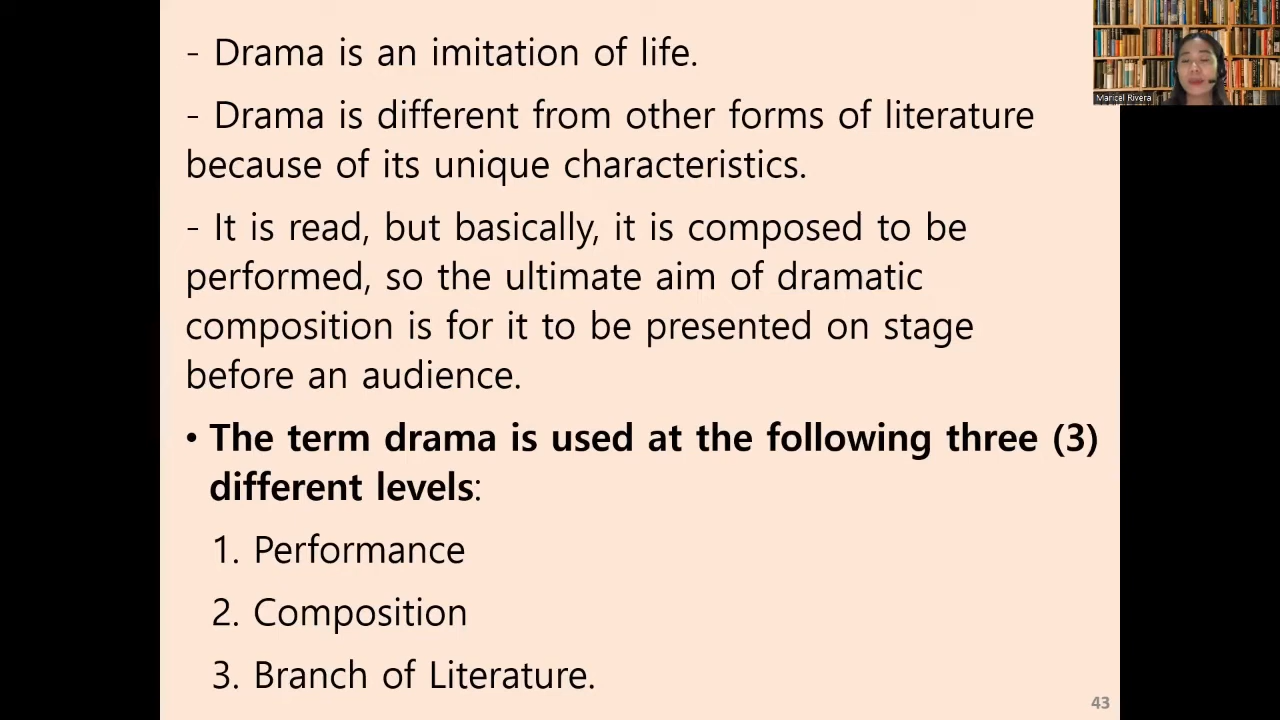 - Drama is an imitation of life.
- Drama is different from other forms of literature
because of its unique characteristics.
- It is read, but basically, it is composed to be
performed, so the ultimate aim of dramatic
composition is for it to be presented on stage
before an audience.
• The term drama is used at the following three (3)
different levels:
1. Performance
2. Composition
3. Branch of Literature.
43
Maricel Rivera